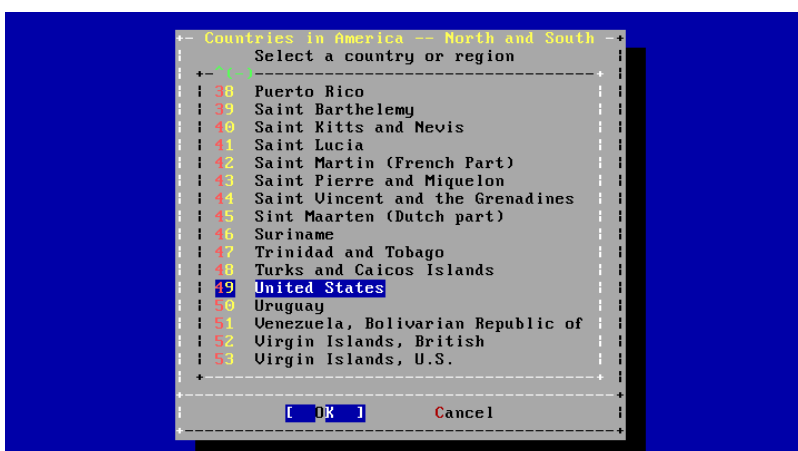 Countries in America -- North and South
Select a country or region
^(-)
38 Puerto Rico
39 Saint Barthelemy
40 Saint Kitts and Nevis
41 Saint Lucia
42 Saint Martin (French Part)
43 Saint Pierre and Miquelon
44 Saint Vincent and the Grenadines
45 Sint Maarten (Dutch part)
46 Suriname
47 Trinidad and Tobago
48 Turks and Caicos Islands
49 United States
50 Uruguay
51 Venezuela, Bolivarian Republic of
52 Virgin Islands, British
53 Virgin Islands, U.S.
[ OK ] Cancel